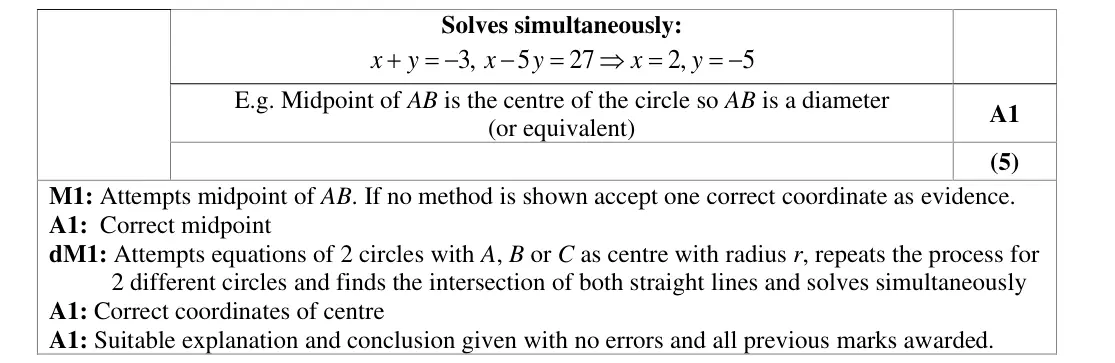 Solves simultaneously:
x + y = −3, x − 5y = 27 ⇒ x = 2, y = −5
E.g. Midpoint of AB is the centre of the circle so AB is a diameter
(or equivalent)
A1
(5)
M1: Attempts midpoint of AB. If no method is shown accept one correct coordinate as evidence.
A1: Correct midpoint
dM1: Attempts equations of 2 circles with A, B or C as centre with radius r, repeats the process for
2 different circles and finds the intersection of both straight lines and solves simultaneously
A1: Correct coordinates of centre
A1: Suitable explanation and conclusion given with no errors and all previous marks awarded.